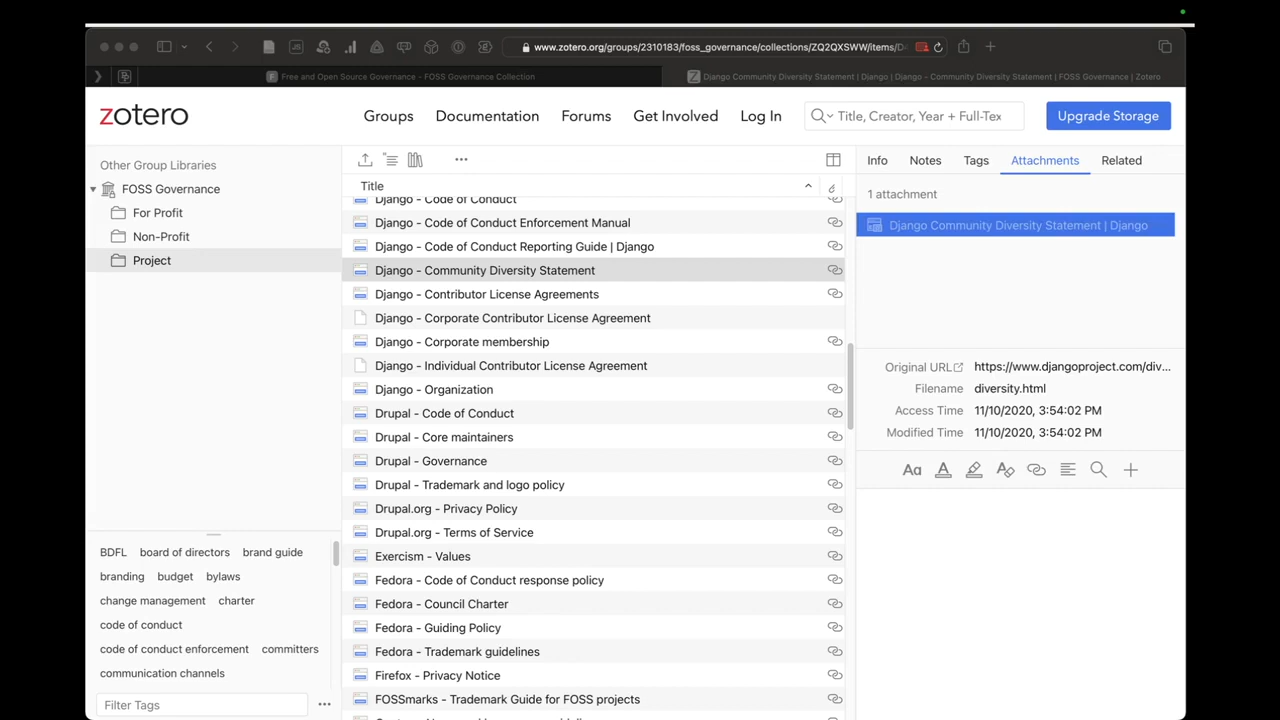 www.zotero.org/groups/2310183/foss_governance/collections/ZQ2QXSWW/items/D
Free and Open Source Governance - FOSS Governance Collection
Django Community Diversity Statement | Django | Django - Community Diversity Statement | FOSS Governance | Zotero
zotero
Groups
Documentation
Forums
Get Involved
Log In
Title, Creator, Year + Full-Tex
Upgrade Storage
Other Group Libraries
FOSS Governance
For Profit
Non-Profit
Project
BDFL board of directors brand guide
branding budget bylaws
change management charter
code of conduct
code of conduct enforcement committers
communication channels
Filter Tags
Title
Django - Code of Conduct
Django - Code of Conduct Enforcement Manual
Django - Code of Conduct Reporting Guide | Django
Django - Community Diversity Statement
Django - Contributor License Agreements
Django - Corporate Contributor License Agreement
Django - Corporate membership
Django - Individual Contributor License Agreement
Django - Organization
Drupal - Code of Conduct
Drupal - Core maintainers
Drupal - Governance
Drupal - Trademark and logo policy
Drupal.org - Privacy Policy
Drupal.org - Terms of Service
Exercism - Values
Fedora - Code of Conduct response policy
Fedora - Council Charter
Fedora - Guiding Policy
Fedora - Trademark guidelines
Firefox - Privacy Notice
FOSSmarks - Trademark Guide for FOSS projects
Info Notes Tags Attachments Related
1 attachment
Django Community Diversity Statement | Django
Original URL https://www.djangoproject.com/div...
Filename diversity.html
Access Time 11/10/2020, 3:54:02 PM
Modified Time 11/10/2020, 3:54:02 PM
Aa